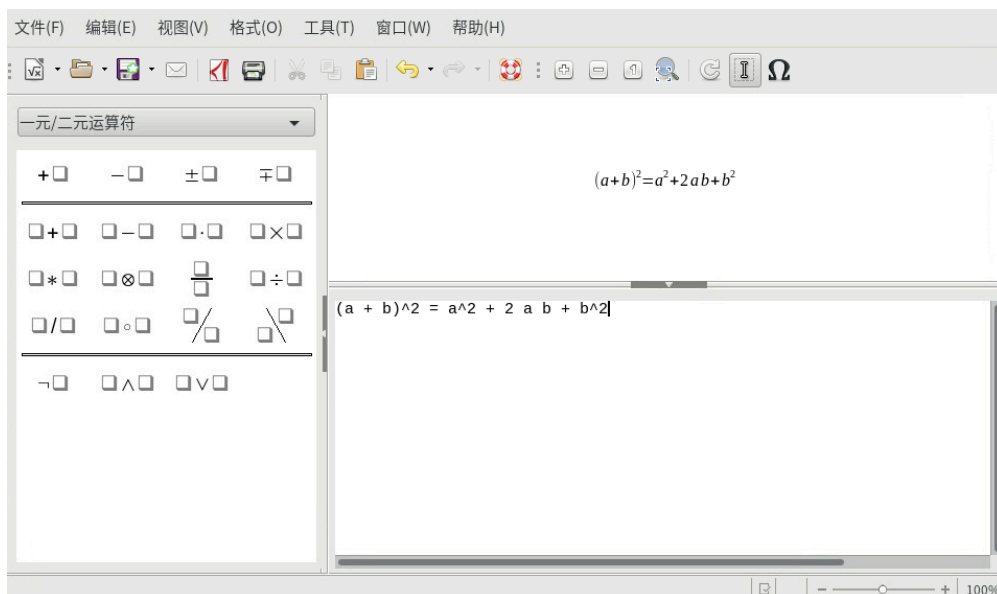 文件(F) 编辑(E) 视图(V) 格式(O) 工具(T) 窗口(W) 帮助(H)
一元/二元运算符
+□ −□ ±□ ∓□
□+□ □−□ □·□ □×□
□∗□ □⊗□ □/□ □÷□
□/□ □∘□ □/□ □\□
¬□ □∧□ □∨□
(a+b)²=a²+2ab+b²
(a + b)^2 = a^2 + 2 a b + b^2
100%